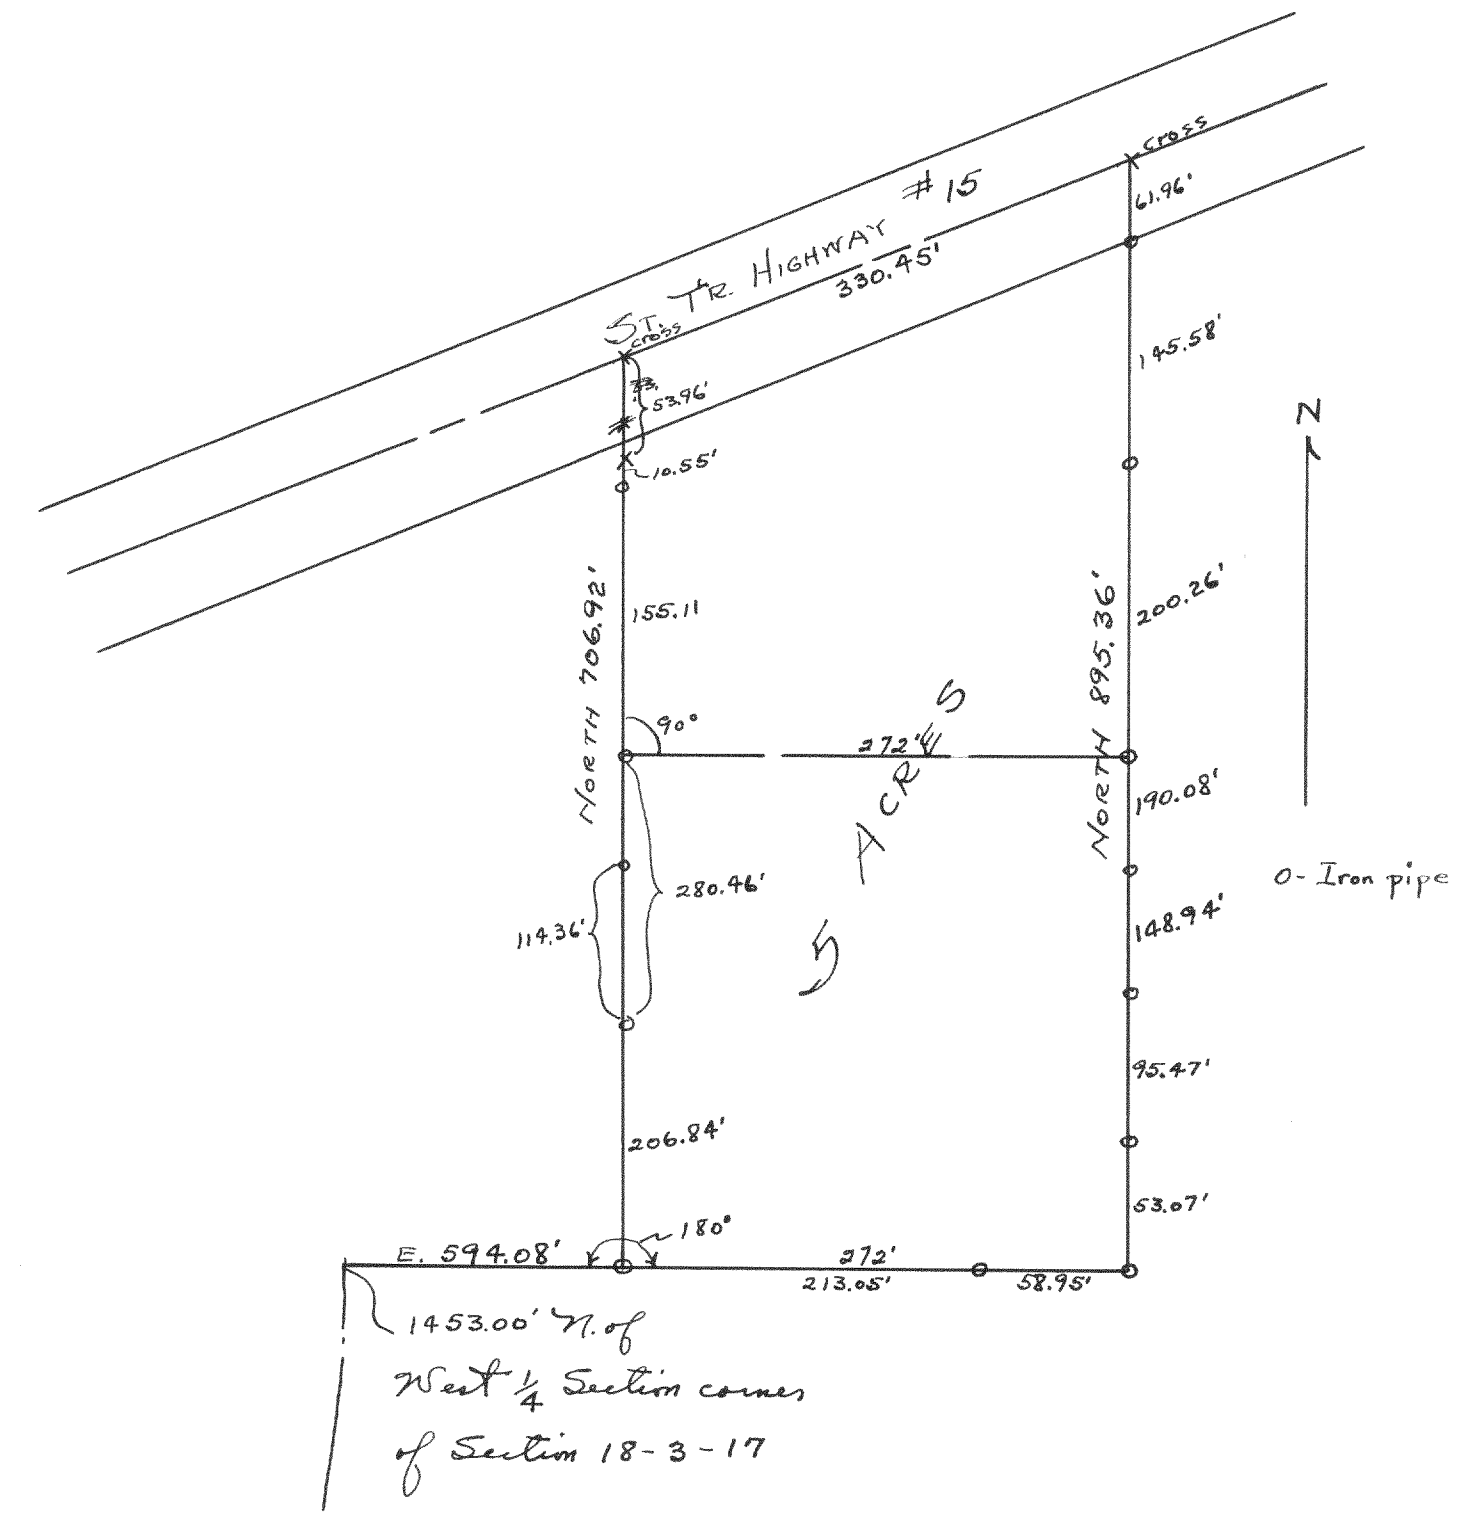 cross
61.96'
ST. TR. HIGHWAY #15
330.45'
cross
33.
53.96'
10.55'
145.58'
N
NORTH 706.92'
155.11
NORTH 895.36'
200.26'
90°
272'
190.08'
5 ACRES
280.46'
114.36'
O- Iron pipe
148.94'
95.47'
206.84'
53.07'
180°
E. 594.08'
272'
213.05'
58.95'
1453.00' N. of
West 1/4 Section corner
of Section 18-3-17